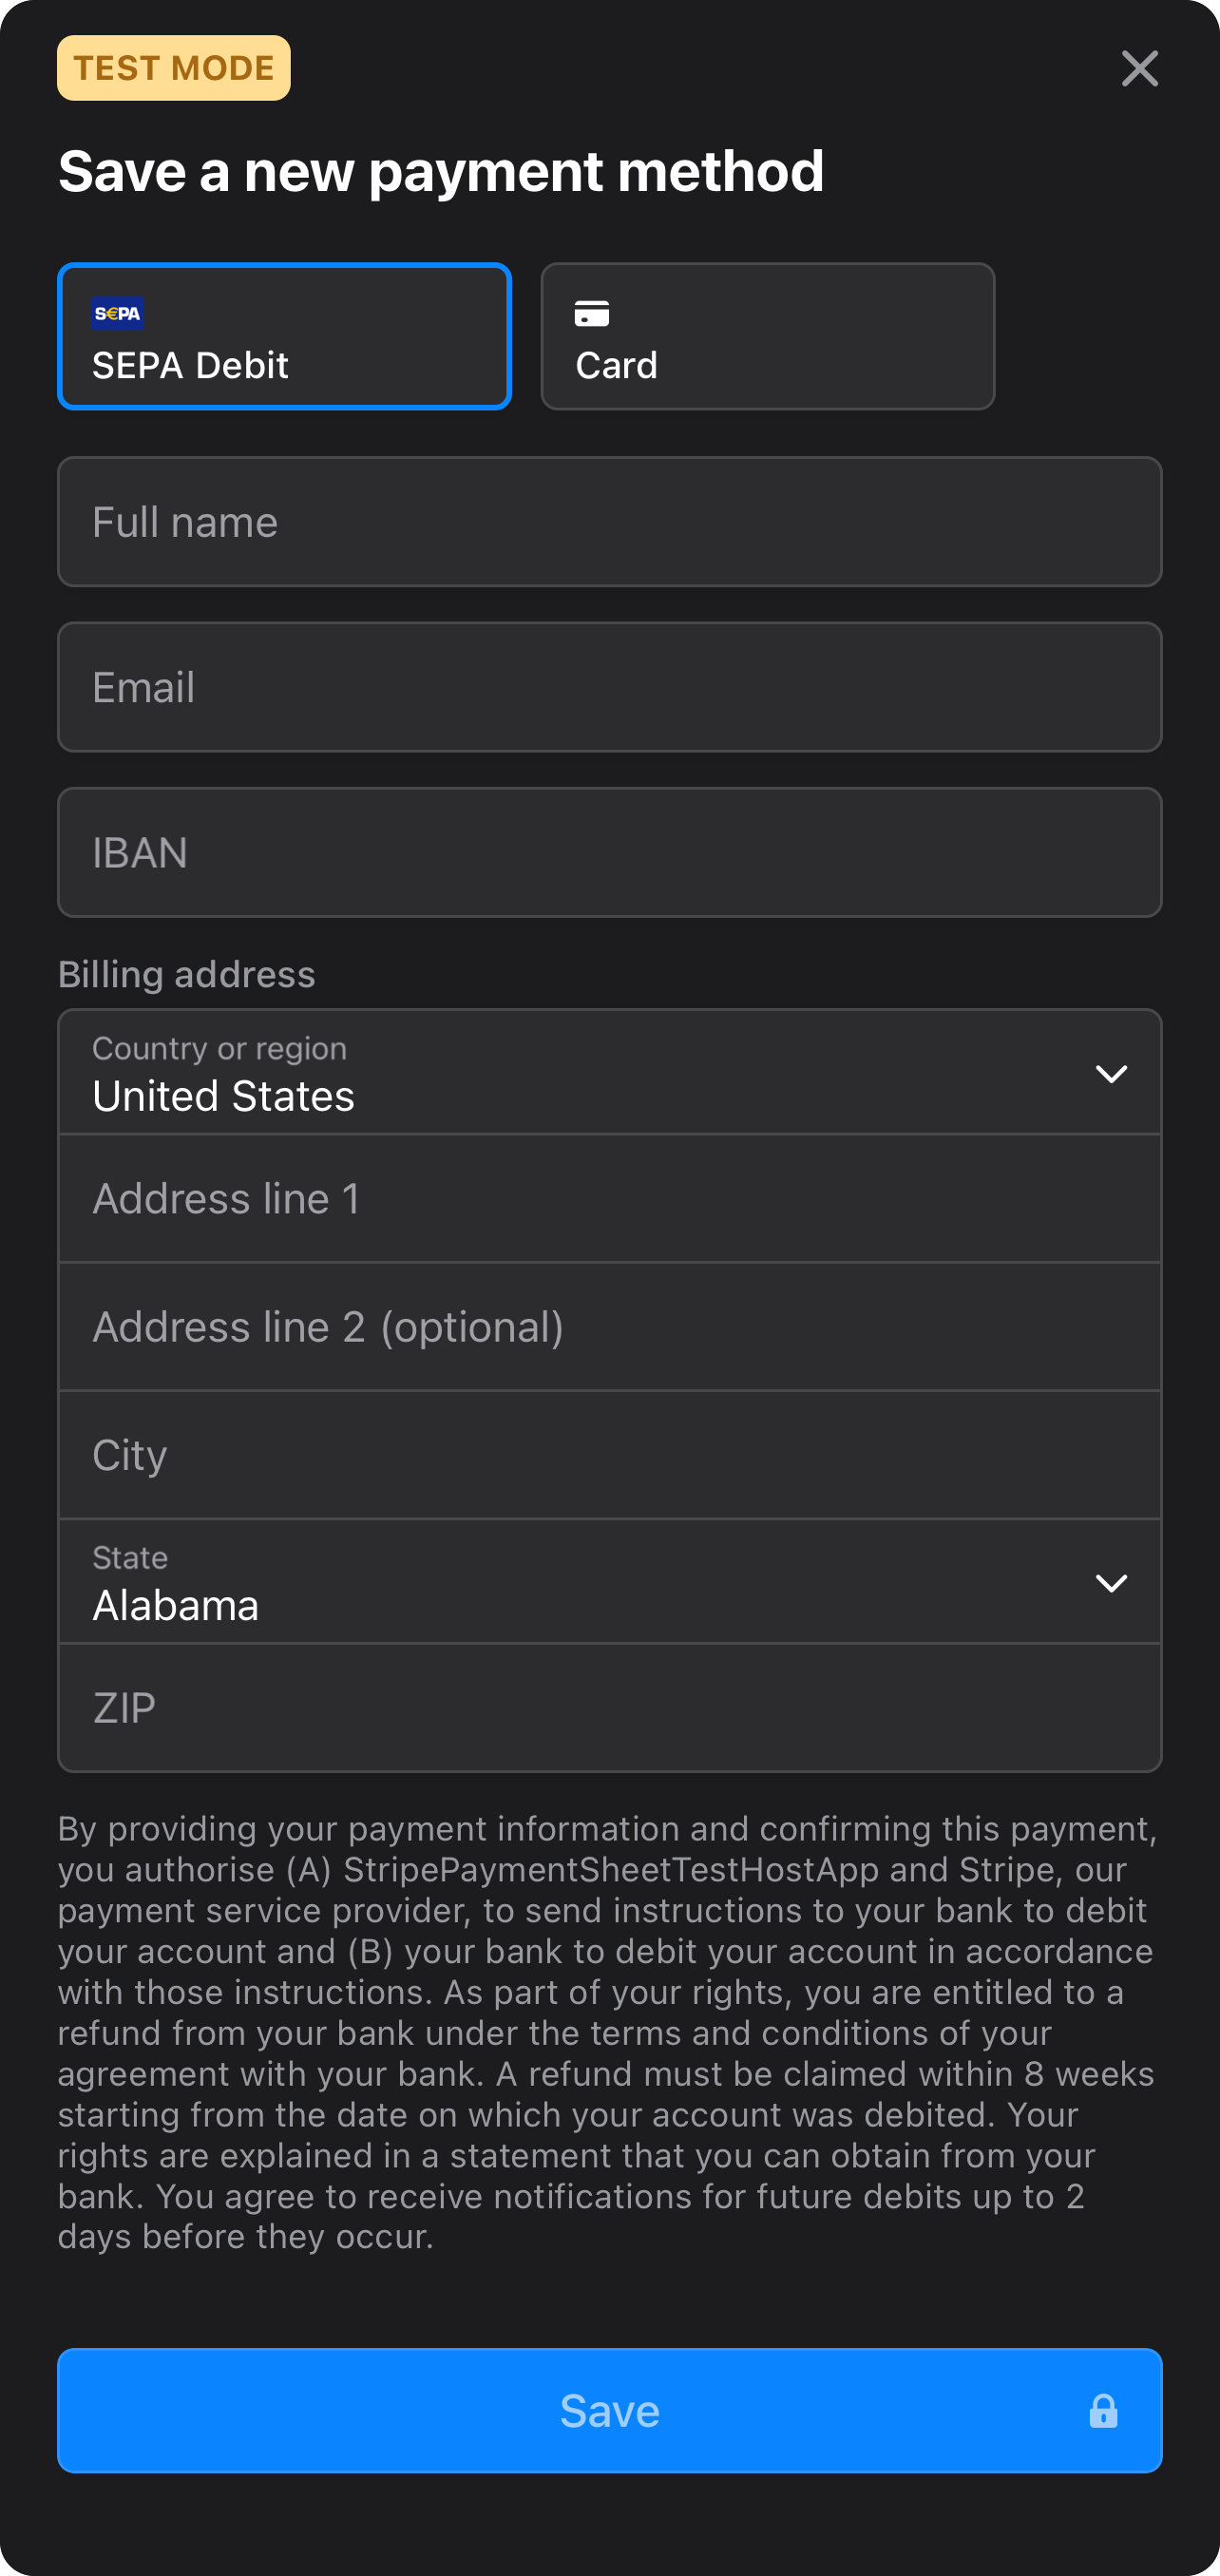 TEST MODE
Save a new payment method
S€PA
SEPA Debit
Card
Full name
Email
IBAN
Billing address
Country or region
United States
Address line 1
Address line 2 (optional)
City
State
Alabama
ZIP
By providing your payment information and confirming this payment,
you authorise (A) StripePaymentSheetTestHostApp and Stripe, our
payment service provider, to send instructions to your bank to debit
your account and (B) your bank to debit your account in accordance
with those instructions. As part of your rights, you are entitled to a
refund from your bank under the terms and conditions of your
agreement with your bank. A refund must be claimed within 8 weeks
starting from the date on which your account was debited. Your
rights are explained in a statement that you can obtain from your
bank. You agree to receive notifications for future debits up to 2
days before they occur.
Save